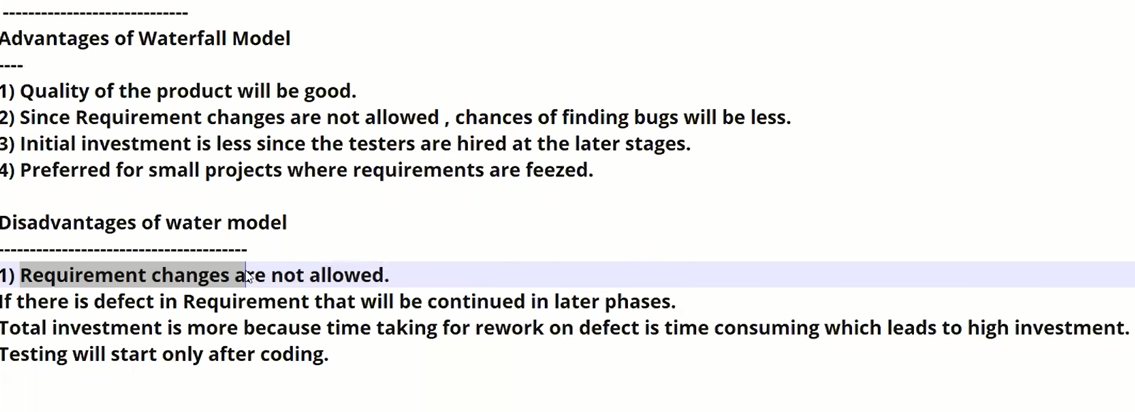 -----------------------------
Advantages of Waterfall Model
----
1) Quality of the product will be good.
2) Since Requirement changes are not allowed , chances of finding bugs will be less.
3) Initial investment is less since the testers are hired at the later stages.
4) Preferred for small projects where requirements are feezed.
Disadvantages of water model
---------------------------------------
1) Requirement changes are not allowed.
If there is defect in Requirement that will be continued in later phases.
Total investment is more because time taking for rework on defect is time consuming which leads to high investment.
Testing will start only after coding.